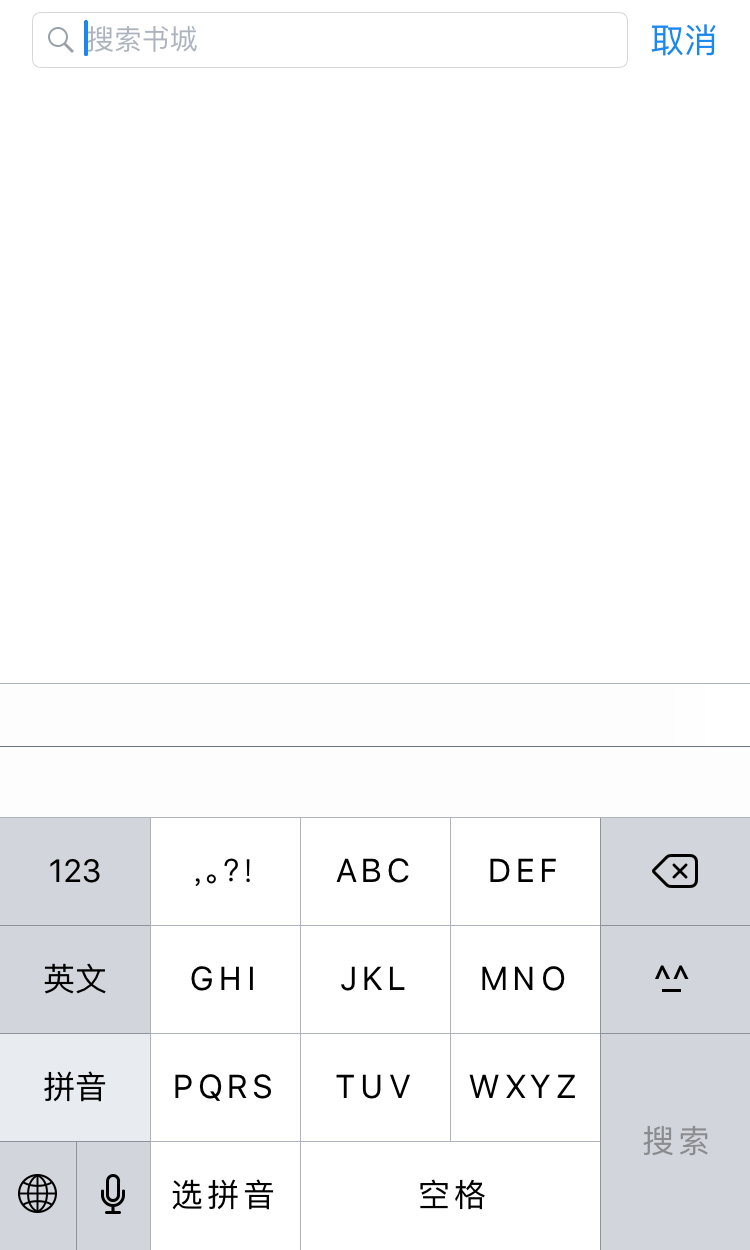 搜索书城 取消
123 ,。?! ABC DEF
英文 GHI JKL MNO ^^
拼音 PQRS TUV WXYZ
搜索
选拼音 空格